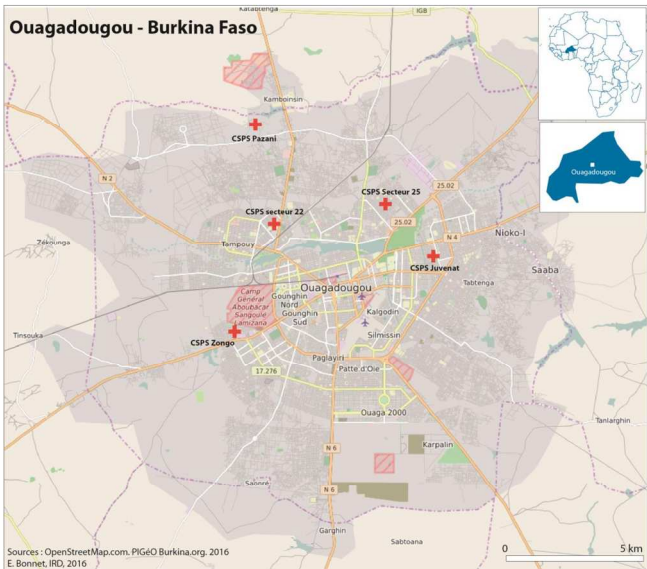 Katabtenga
IGB
Ouagadougou - Burkina Faso
Kamboinsin
CSPS Pazani
N 2
CSPS Secteur 25
25.02
Ouagadougou
CSPS secteur 22
25.02
Nioko-I
N 4
Zékounga
Tampouy
CSPS Juvenat
Saaba
Tabtenga
Ouagadougou
Camp
Général
Aboubacar
Sangoulé
Lamizana
Gounghin
Nord
Gounghin
Sud
Kalgodin
Tinsouka
Silmissin
CSPS Zongo
Paglayiri
Patte d'Oie
17.276
Ouaga 2000
Tanlarghin
Karpalin
N 6
Saonré
N 6
Garghin
Sabtoana
Sources : OpenStreetMap.com. PIGéO Burkina,org. 2016
E. Bonnet, IRD, 2016
0 5 km